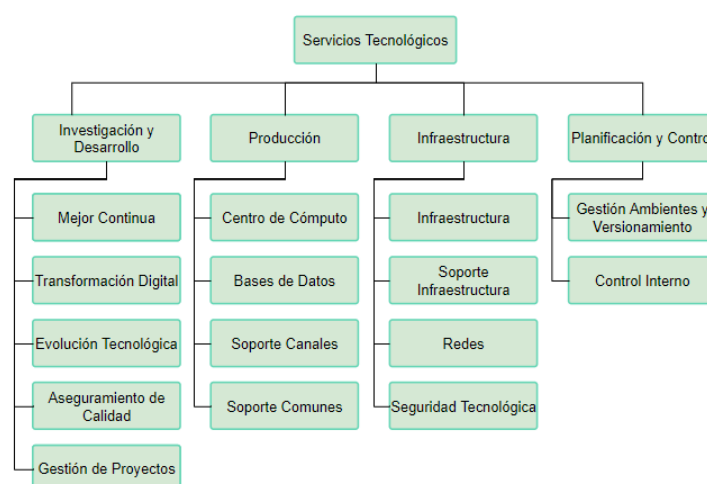 Servicios Tecnológicos
Investigación y
Desarrollo
Producción
Infraestructura
Planificación y Contro
Mejor Continua
Centro de Cómputo
Infraestructura
Gestión Ambientes y
Versionamiento
Transformación Digital
Bases de Datos
Soporte
Infraestructura
Control Interno
Evolución Tecnológica
Soporte Canales
Redes
Aseguramiento de
Calidad
Soporte Comunes
Seguridad Tecnológica
Gestión de Proyectos